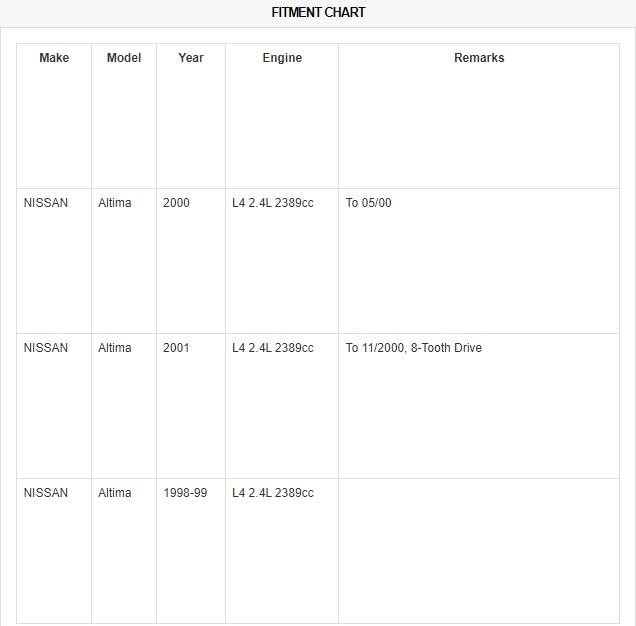 FITMENT CHART
Make Model Year Engine Remarks
NISSAN Altima 2000 L4 2.4L 2389cc To 05/00
NISSAN Altima 2001 L4 2.4L 2389cc To 11/2000, 8-Tooth Drive
NISSAN Altima 1998-99 L4 2.4L 2389cc